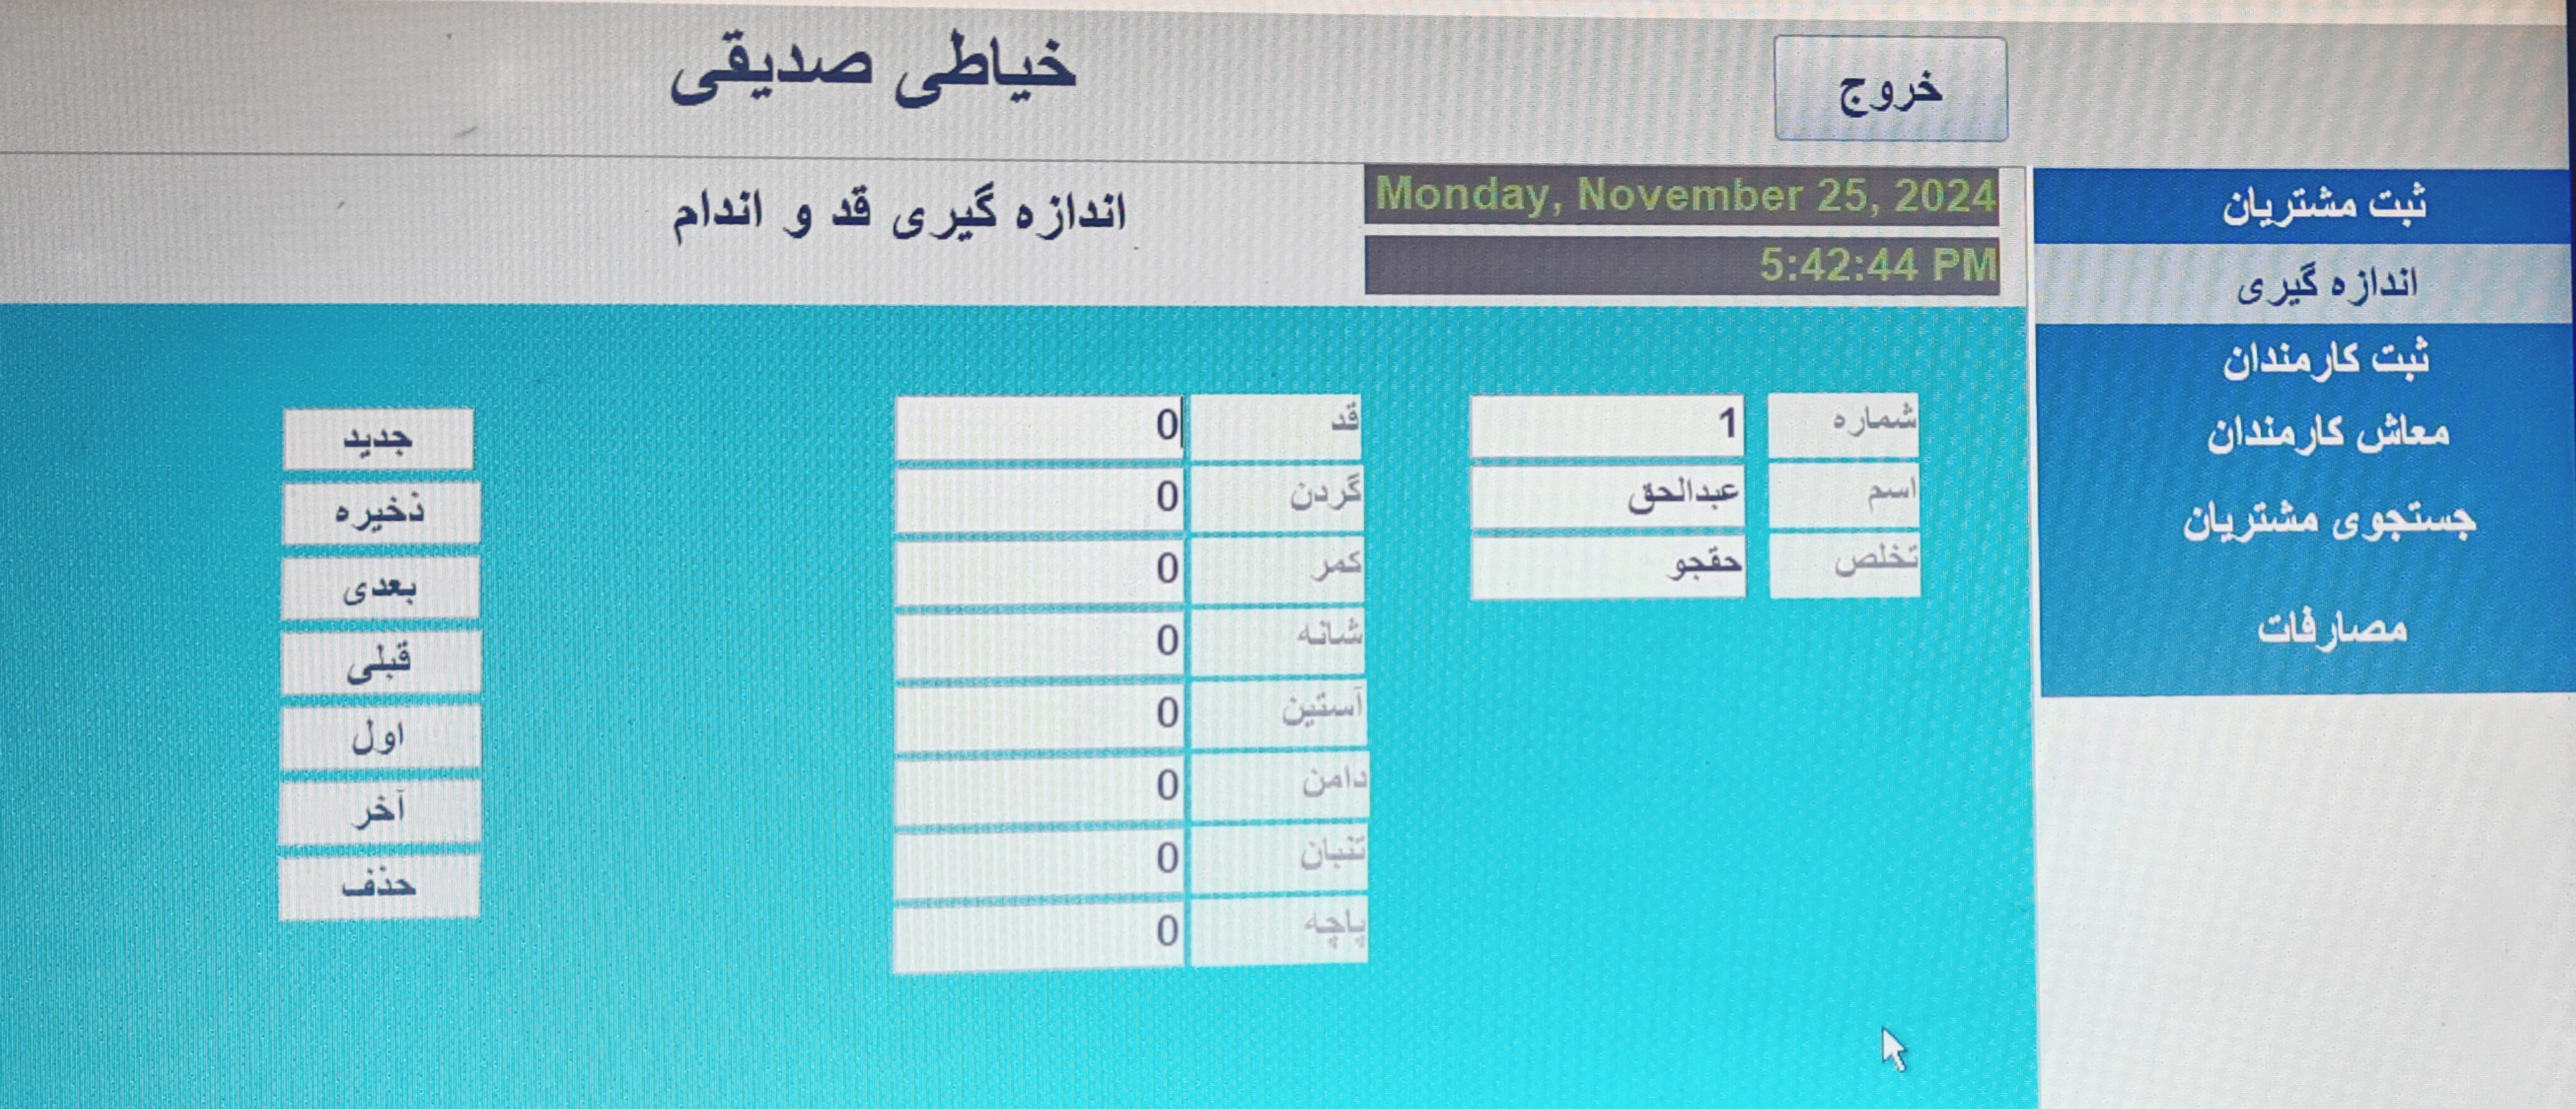 خیاطی صدیقی
خروج
اندازه گیری قد و اندام
Monday, November 25, 2024
5:42:44 PM
ثبت مشتریان
اندازه گیری
ثبت کارمندان
معاش کارمندان
جستجوی مشتریان
مصارفات
شماره 1
اسم عبدالحق
تخلص حقجو
قد 0
گردن 0
کمر 0
شانه 0
آستین 0
دامن 0
تنبان 0
پاچه 0
جدید
ذخیره
بعدی
قبلی
اول
آخر
حذف